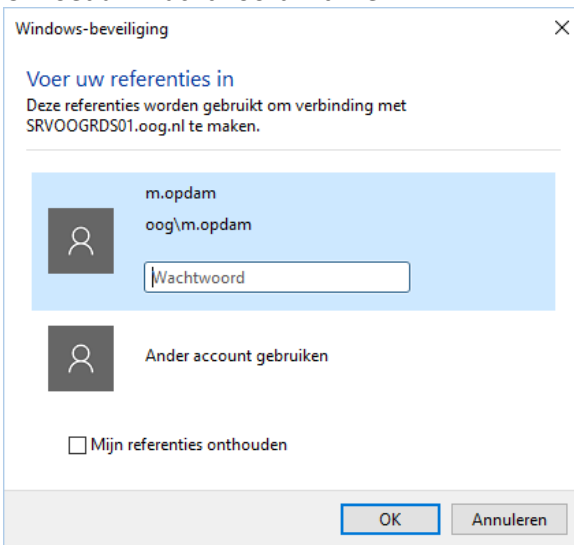 Windows-beveiliging
Voer uw referenties in
Deze referenties worden gebruikt om verbinding met
SRVOOGRDS01.oog.nl te maken.
m.opdam
oog\m.opdam
Wachtwoord
Ander account gebruiken
Mijn referenties onthouden
OK
Annuleren